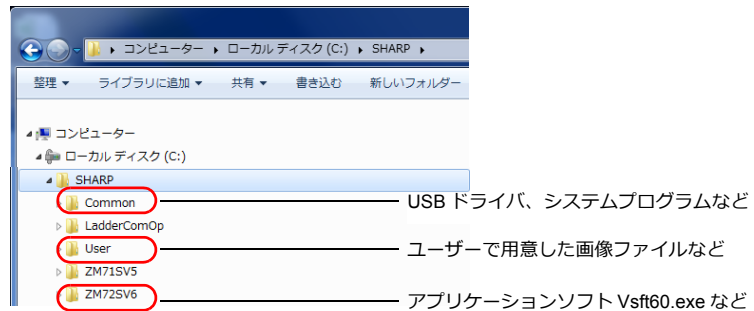 コンピューター ▸ ローカル ディスク (C:) ▸ SHARP ▸
整理 ▼ ライブラリに追加 ▼ 共有 ▼ 書き込む 新しいフォルダー
コンピューター
ローカル ディスク (C:)
SHARP
Common
USB ドライバ、システムプログラムなど
LadderComOp
User
ユーザーで用意した画像ファイルなど
ZM71SV5
ZM72SV6
アプリケーションソフト Vsft60.exe など